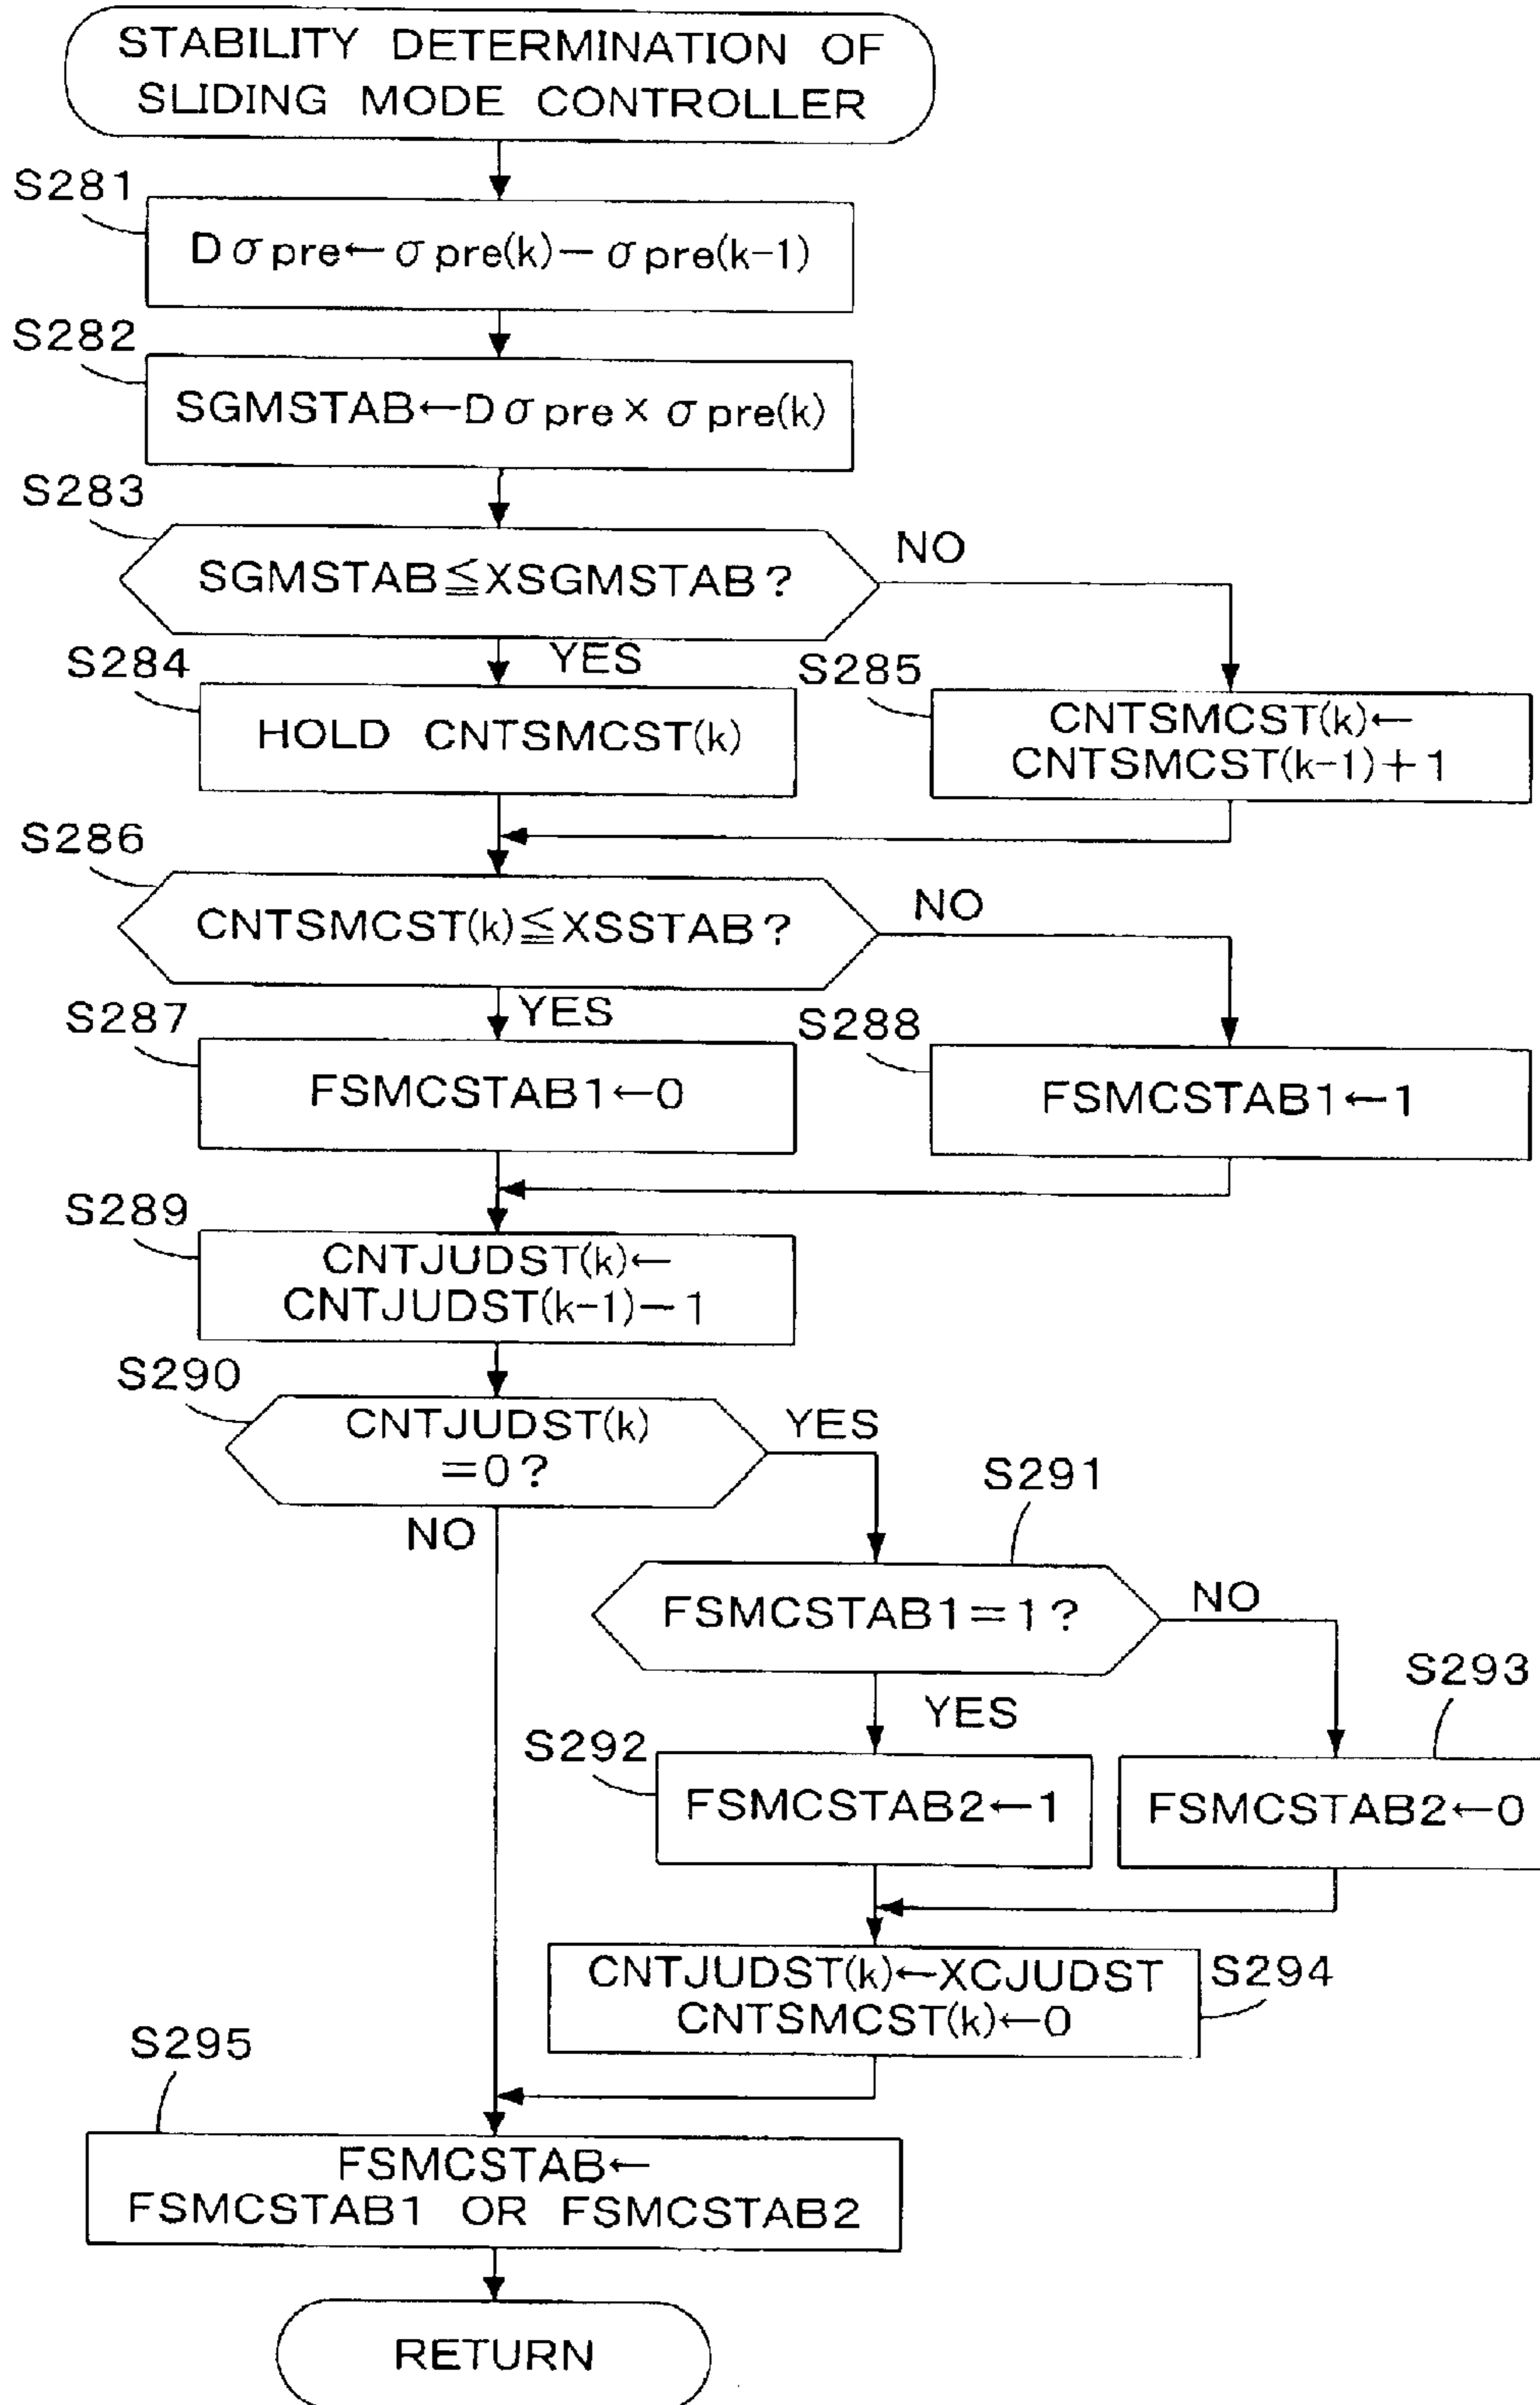 STABILITY DETERMINATION OF
SLIDING MODE CONTROLLER
S281
Dσpre←σpre(k)−σpre(k-1)
S282
SGMSTAB←Dσpre×σpre(k)
S283
SGMSTAB≦XSGMSTAB?
NO
YES
S284
HOLD CNTSMCST(k)
S285
CNTSMCST(k)←
CNTSMCST(k-1)+1
S286
CNTSMCST(k)≦XSSTAB?
NO
YES
S287
FSMCSTAB1←0
S288
FSMCSTAB1←1
S289
CNTJUDST(k)←
CNTJUDST(k-1)−1
S290
CNTJUDST(k)
=0?
YES
NO
S291
FSMCSTAB1=1?
NO
YES
S292
FSMCSTAB2←1
S293
FSMCSTAB2←0
CNTJUDST(k)←XCJUDST
CNTSMCST(k)←0
S294
S295
FSMCSTAB←
FSMCSTAB1 OR FSMCSTAB2
RETURN